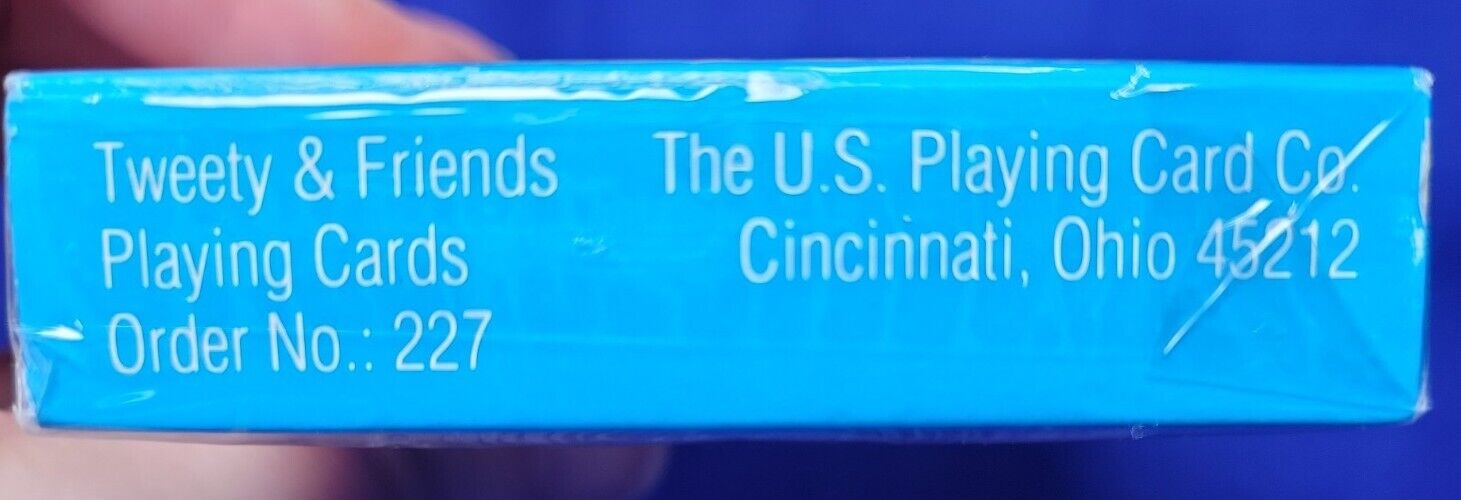 Tweety & Friends
Playing Cards
Order No.: 227
The U.S. Playing Card Co.
Cincinnati, Ohio 45212